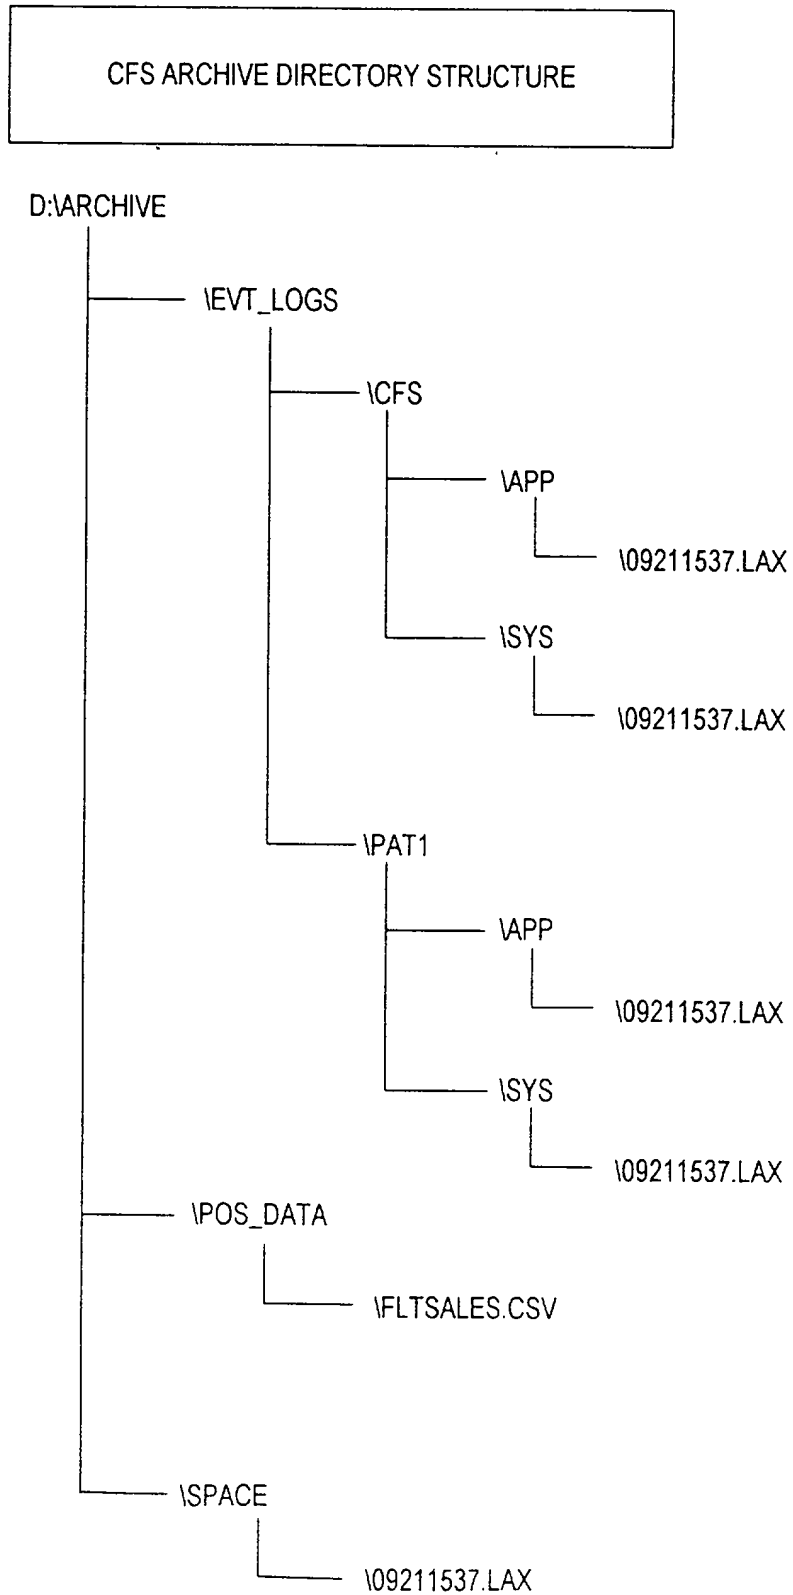 CFS ARCHIVE DIRECTORY STRUCTURE
D:\ARCHIVE
\EVT_LOGS
\CFS
\APP
\09211537.LAX
\SYS
\09211537.LAX
\PAT1
\APP
\09211537.LAX
\SYS
\09211537.LAX
\POS_DATA
\FLTSALES.CSV
\SPACE
\09211537.LAX